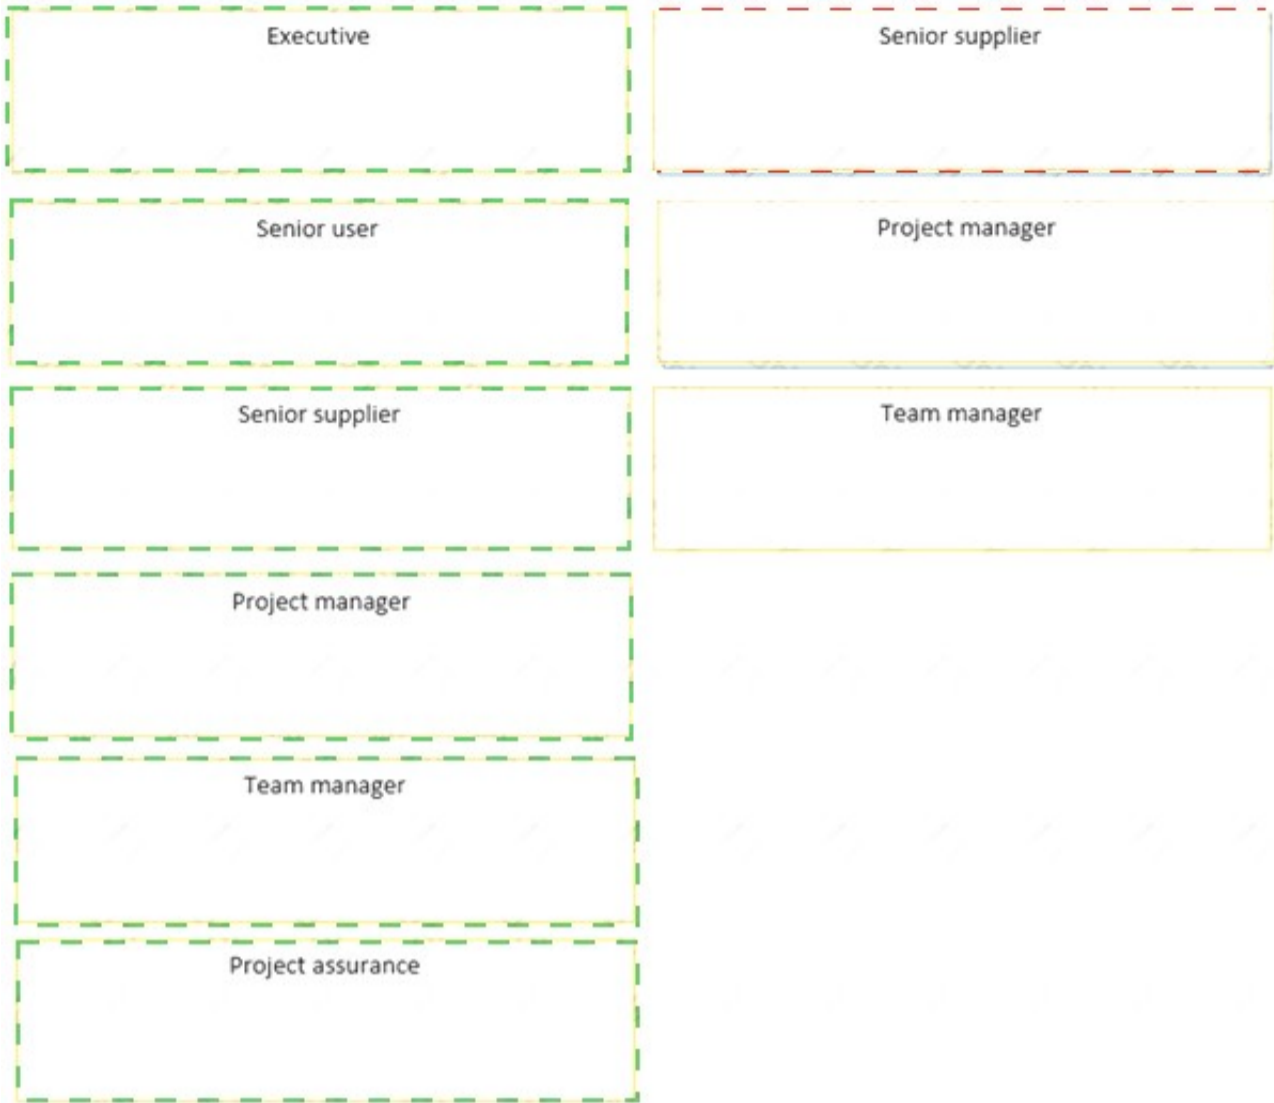 Executive
Senior supplier
Senior user
Project manager
Senior supplier
Team manager
Project manager
Team manager
Project assurance